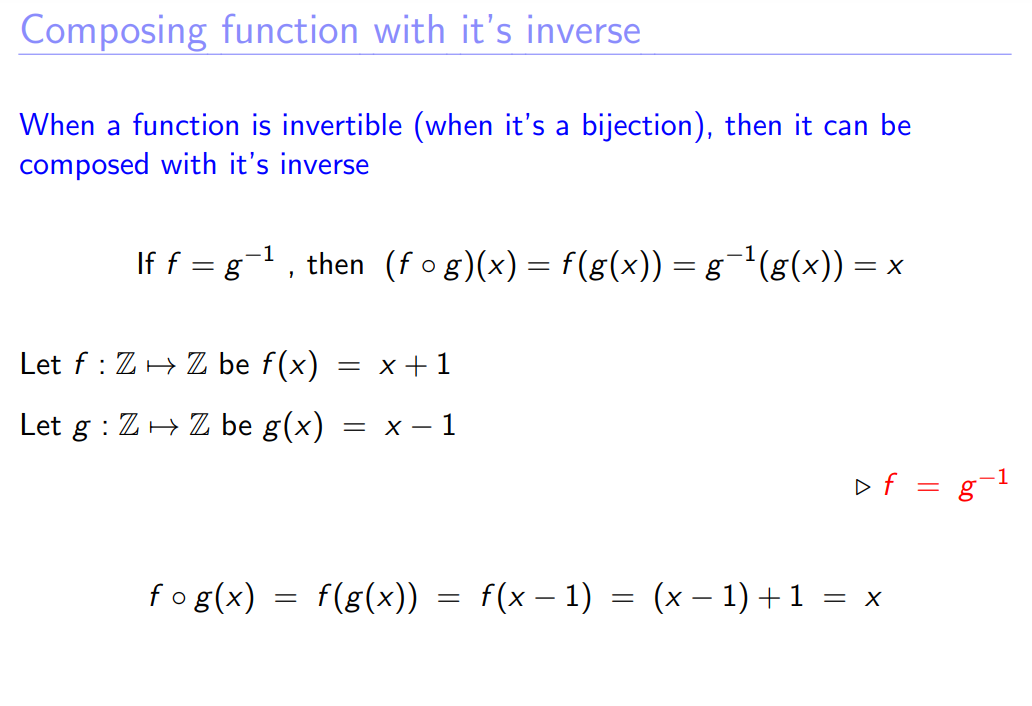 Composing function with it's inverse
When a function is invertible (when it's a bijection), then it can be
composed with it's inverse
If f = g⁻¹ , then (f ∘ g)(x) = f(g(x)) = g⁻¹(g(x)) = x
Let f : ℤ ↦ ℤ be f(x) = x + 1
Let g : ℤ ↦ ℤ be g(x) = x − 1
▷ f = g⁻¹
f ∘ g(x) = f(g(x)) = f(x − 1) = (x − 1) + 1 = x